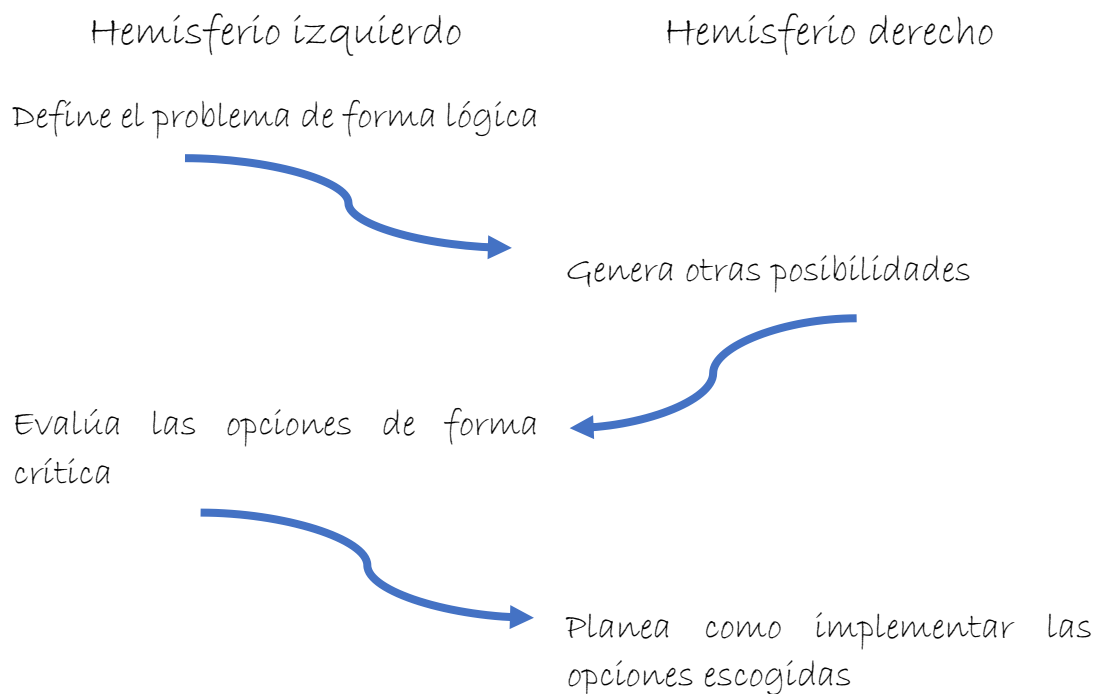 Hemisferio izquierdo
Hemisferio derecho
Define el problema de forma lógica
Genera otras posibilidades
Evalúa las opciones de forma
crítica
Planea como implementar las
opciones escogidas